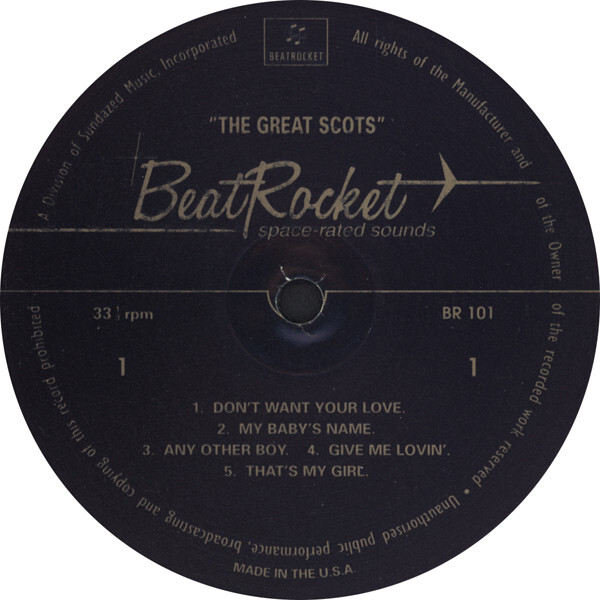 BEATROCKET
A Division of Sundazed Music, Incorporated
All rights of the Manufacturer and of the Owner of the recorded work reserved • Unauthorised public performance, broadcasting and copying of this record prohibited
"THE GREAT SCOTS"
BeatRocket
space-rated sounds
33⅓ rpm
BR 101
1
1
1. DON'T WANT YOUR LOVE.
2. MY BABY'S NAME.
3. ANY OTHER BOY. 4. GIVE ME LOVIN'.
5. THAT'S MY GIRL.
MADE IN THE U.S.A.